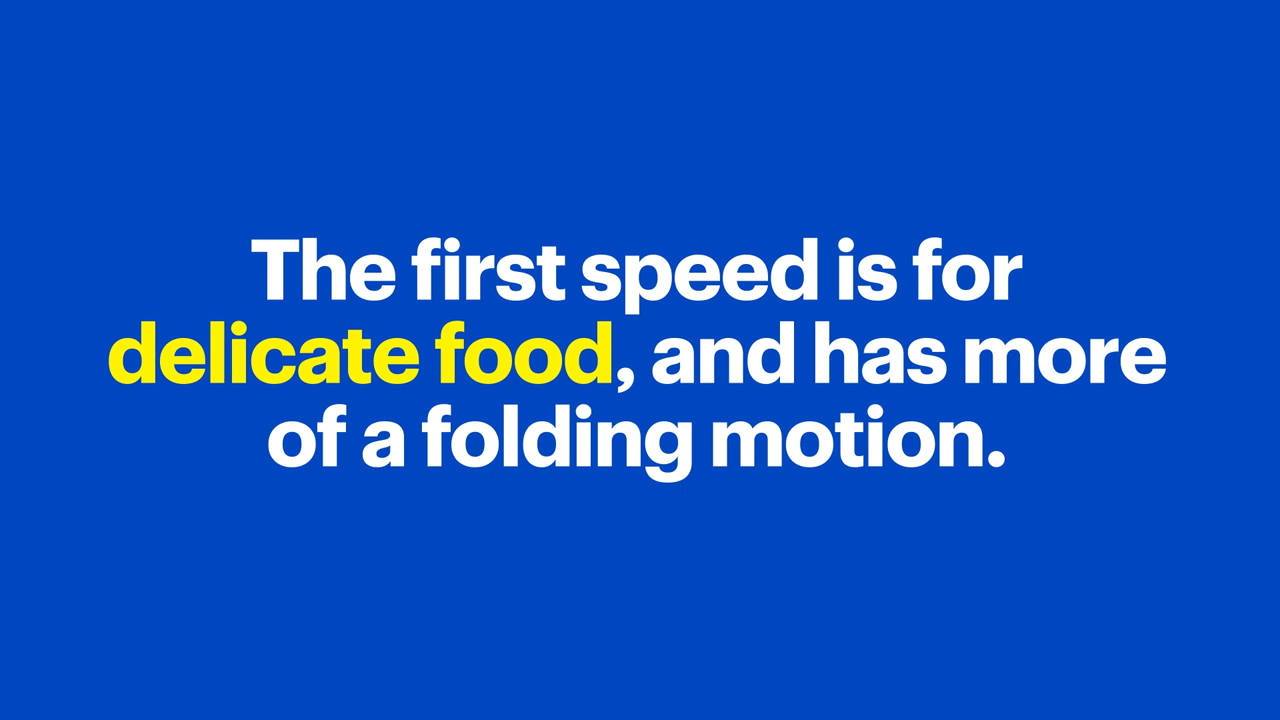 The first speed is for
delicate food, and has more
of a folding motion.